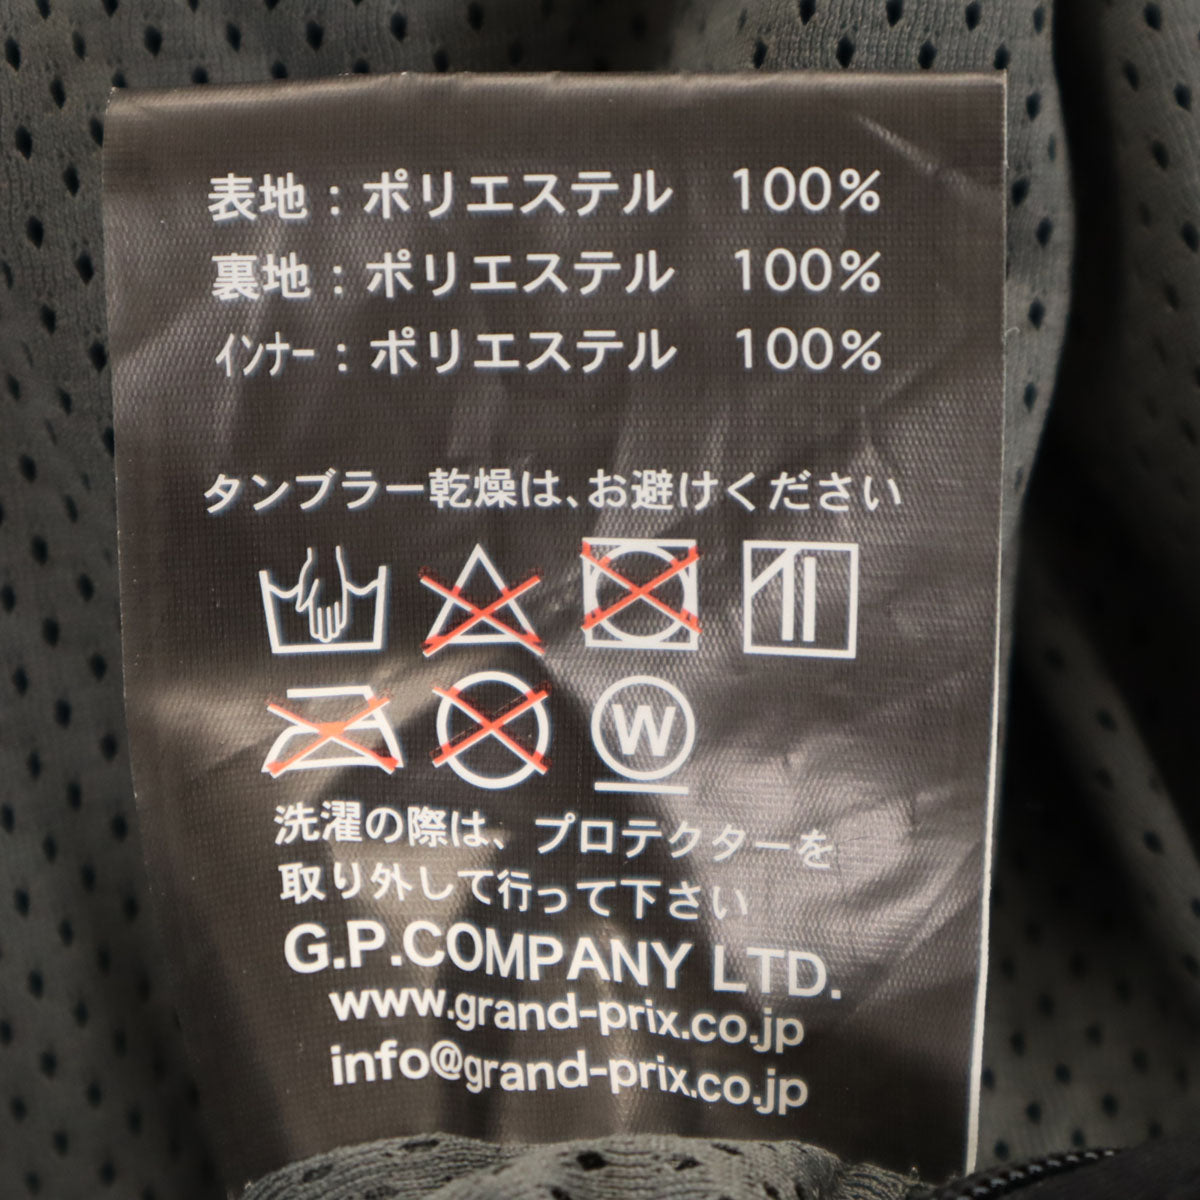 表地：ポリエステル　100％
裏地：ポリエステル　100％
インナー：ポリエステル　100％
タンブラー乾燥は、お避けください
W
洗濯の際は、プロテクターを
取り外して行って下さい
G.P.COMPANY LTD.
www.grand-prix.co.jp
info@grand-prix.co.jp